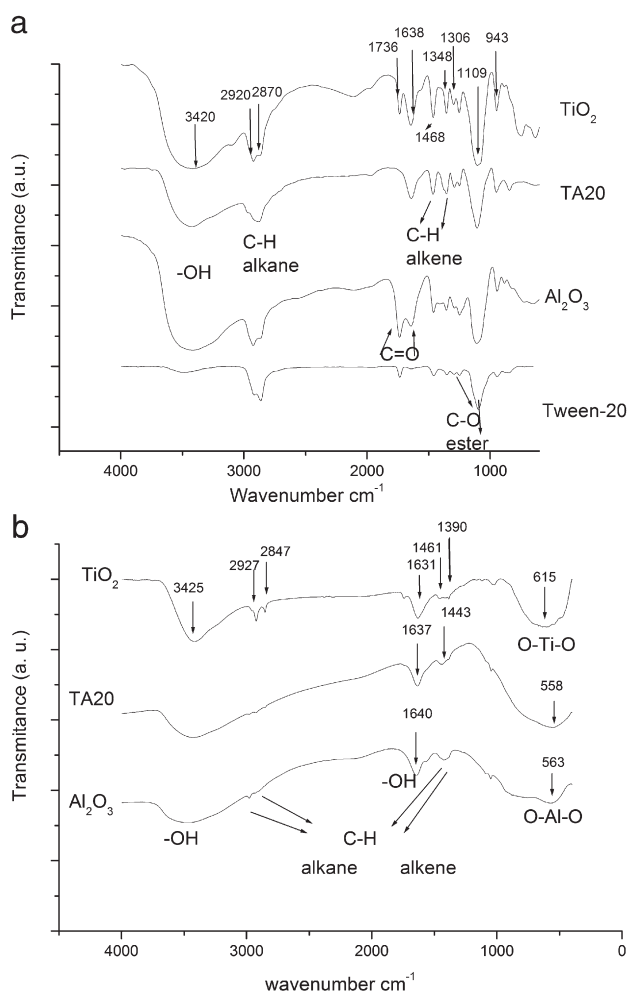 a
1638
1306
1736
1348
943
2920
2870
1109
3420
TiO2
1468
TA20
C-H
alkane
C-H
alkene
-OH
Al2O3
C=O
Tween-20
C-O
ester
Transmitance (a.u.)
4000
3000
2000
1000
Wavenumber cm-1
b
1390
1461
2927
2847
1631
TiO2
3425
615
1443
1637
O-Ti-O
TA20
558
1640
563
-OH
Al2O3
O-Al-O
-OH
C-H
alkane
alkene
Transmitance (a. u.)
4000
3000
2000
1000
0
wavenumber cm-1